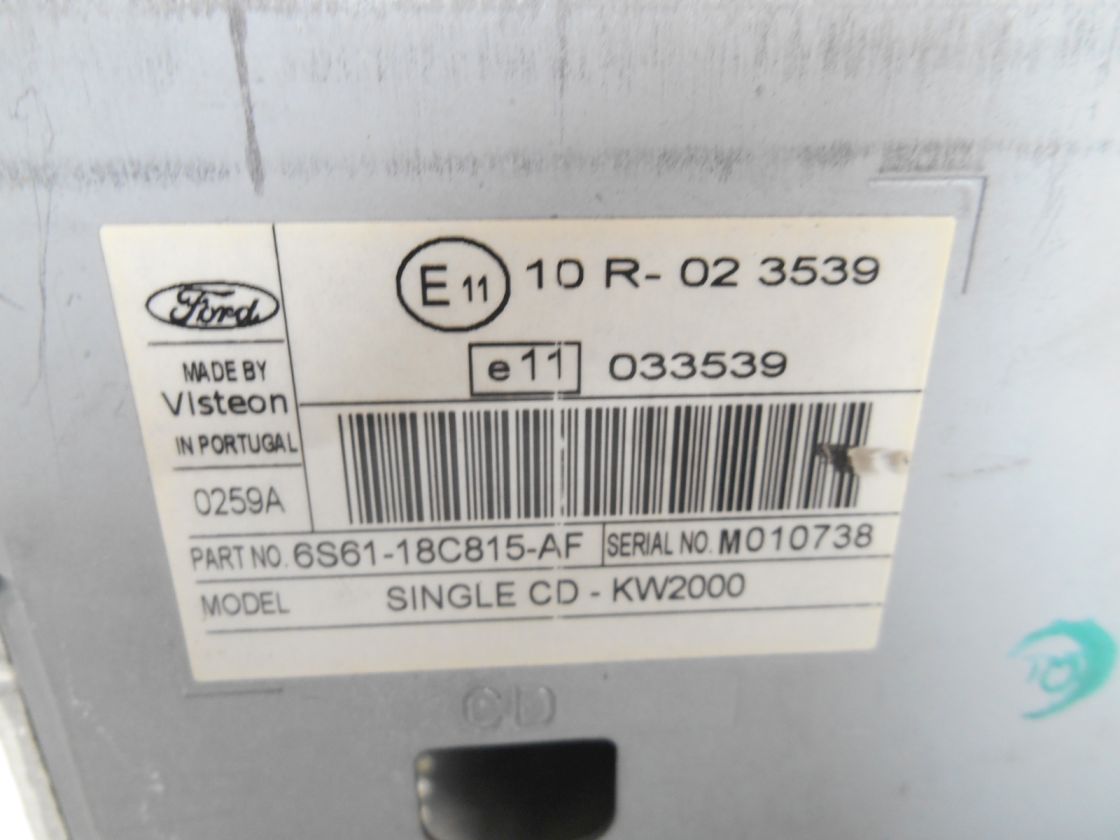 Ford
MADE BY
Visteon
IN PORTUGAL
0259A
E 11 10 R- 02 3539
e11 033539
PART NO. 6S61-18C815-AF SERIAL NO. M010738
MODEL SINGLE CD - KW2000
CD